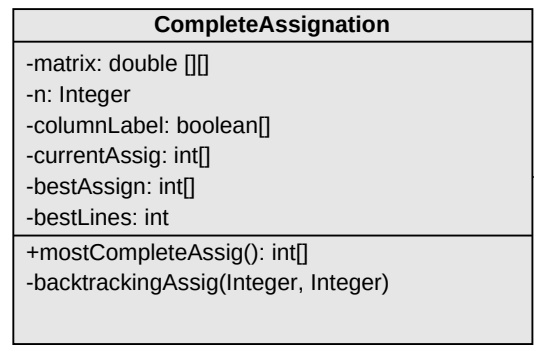 CompleteAssignation
-matrix: double [][]
-n: Integer
-columnLabel: boolean[]
-currentAssig: int[]
-bestAssign: int[]
-bestLines: int
+mostCompleteAssig(): int[]
-backtrackingAssig(Integer, Integer)